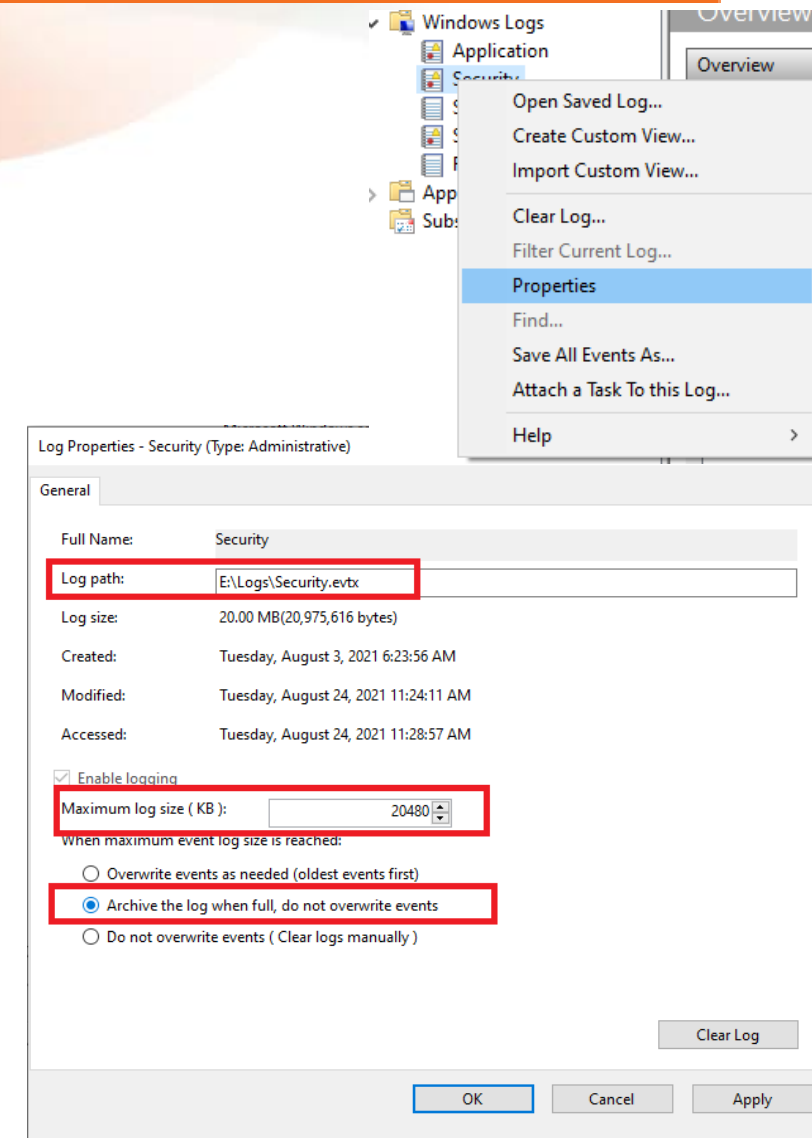 Overview
Windows Logs
Application
Overview
Security
Open Saved Log...
S
Create Custom View...
S
F
Import Custom View...
App
Subs
Clear Log...
Filter Current Log...
Properties
Find...
Save All Events As...
Attach a Task To this Log...
Help
Log Properties - Security (Type: Administrative)
General
Full Name: Security
Log path: E:\Logs\Security.evtx
Log size: 20.00 MB(20,975,616 bytes)
Created: Tuesday, August 3, 2021 6:23:56 AM
Modified: Tuesday, August 24, 2021 11:24:11 AM
Accessed: Tuesday, August 24, 2021 11:28:57 AM
Enable logging
Maximum log size ( KB ): 20480
When maximum event log size is reached:
Overwrite events as needed (oldest events first)
Archive the log when full, do not overwrite events
Do not overwrite events ( Clear logs manually )
Clear Log
OK Cancel Apply